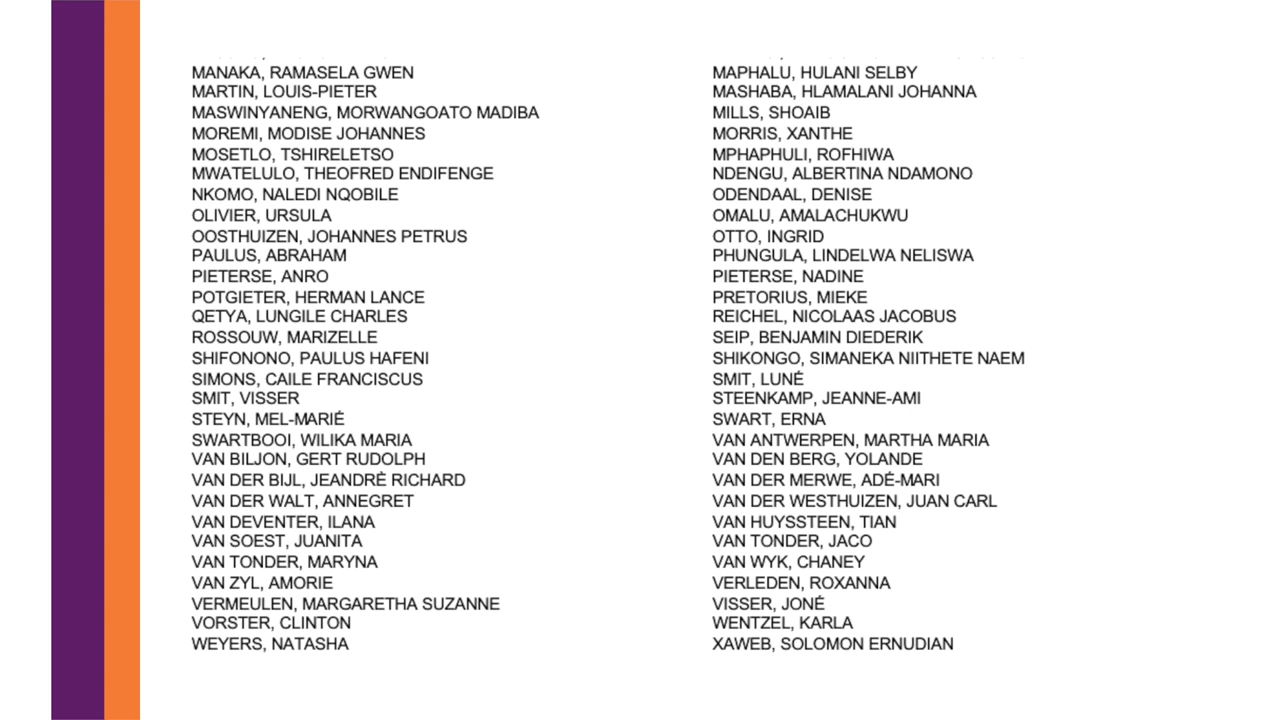 MANAKA, RAMASELA GWEN
MARTIN, LOUIS-PIETER
MASWINYANENG, MORWANGOATO MADIBA
MOREMI, MODISE JOHANNES
MOSETLO, TSHIRELETSO
MWATELULO, THEOFRED ENDIFENGE
NKOMO, NALEDI NQOBILE
OLIVIER, URSULA
OOSTHUIZEN, JOHANNES PETRUS
PAULUS, ABRAHAM
PIETERSE, ANRO
POTGIETER, HERMAN LANCE
QETYA, LUNGILE CHARLES
ROSSOUW, MARIZELLE
SHIFONONO, PAULUS HAFENI
SIMONS, CAILE FRANCISCUS
SMIT, VISSER
STEYN, MEL-MARIÉ
SWARTBOOI, WILIKA MARIA
VAN BILJON, GERT RUDOLPH
VAN DER BIJL, JEANDRÈ RICHARD
VAN DER WALT, ANNEGRET
VAN DEVENTER, ILANA
VAN SOEST, JUANITA
VAN TONDER, MARYNA
VAN ZYL, AMORIE
VERMEULEN, MARGARETHA SUZANNE
VORSTER, CLINTON
WEYERS, NATASHA
MAPHALU, HULANI SELBY
MASHABA, HLAMALANI JOHANNA
MILLS, SHOAIB
MORRIS, XANTHE
MPHAPHULI, ROFHIWA
NDENGU, ALBERTINA NDAMONO
ODENDAAL, DENISE
OMALU, AMALACHUKWU
OTTO, INGRID
PHUNGULA, LINDELWA NELISWA
PIETERSE, NADINE
PRETORIUS, MIEKE
REICHEL, NICOLAAS JACOBUS
SEIP, BENJAMIN DIEDERIK
SHIKONGO, SIMANEKA NIITHETE NAEM
SMIT, LUNÉ
STEENKAMP, JEANNE-AMI
SWART, ERNA
VAN ANTWERPEN, MARTHA MARIA
VAN DEN BERG, YOLANDE
VAN DER MERWE, ADÉ-MARI
VAN DER WESTHUIZEN, JUAN CARL
VAN HUYSSTEEN, TIAN
VAN TONDER, JACO
VAN WYK, CHANEY
VERLEDEN, ROXANNA
VISSER, JONÉ
WENTZEL, KARLA
XAWEB, SOLOMON ERNUDIAN